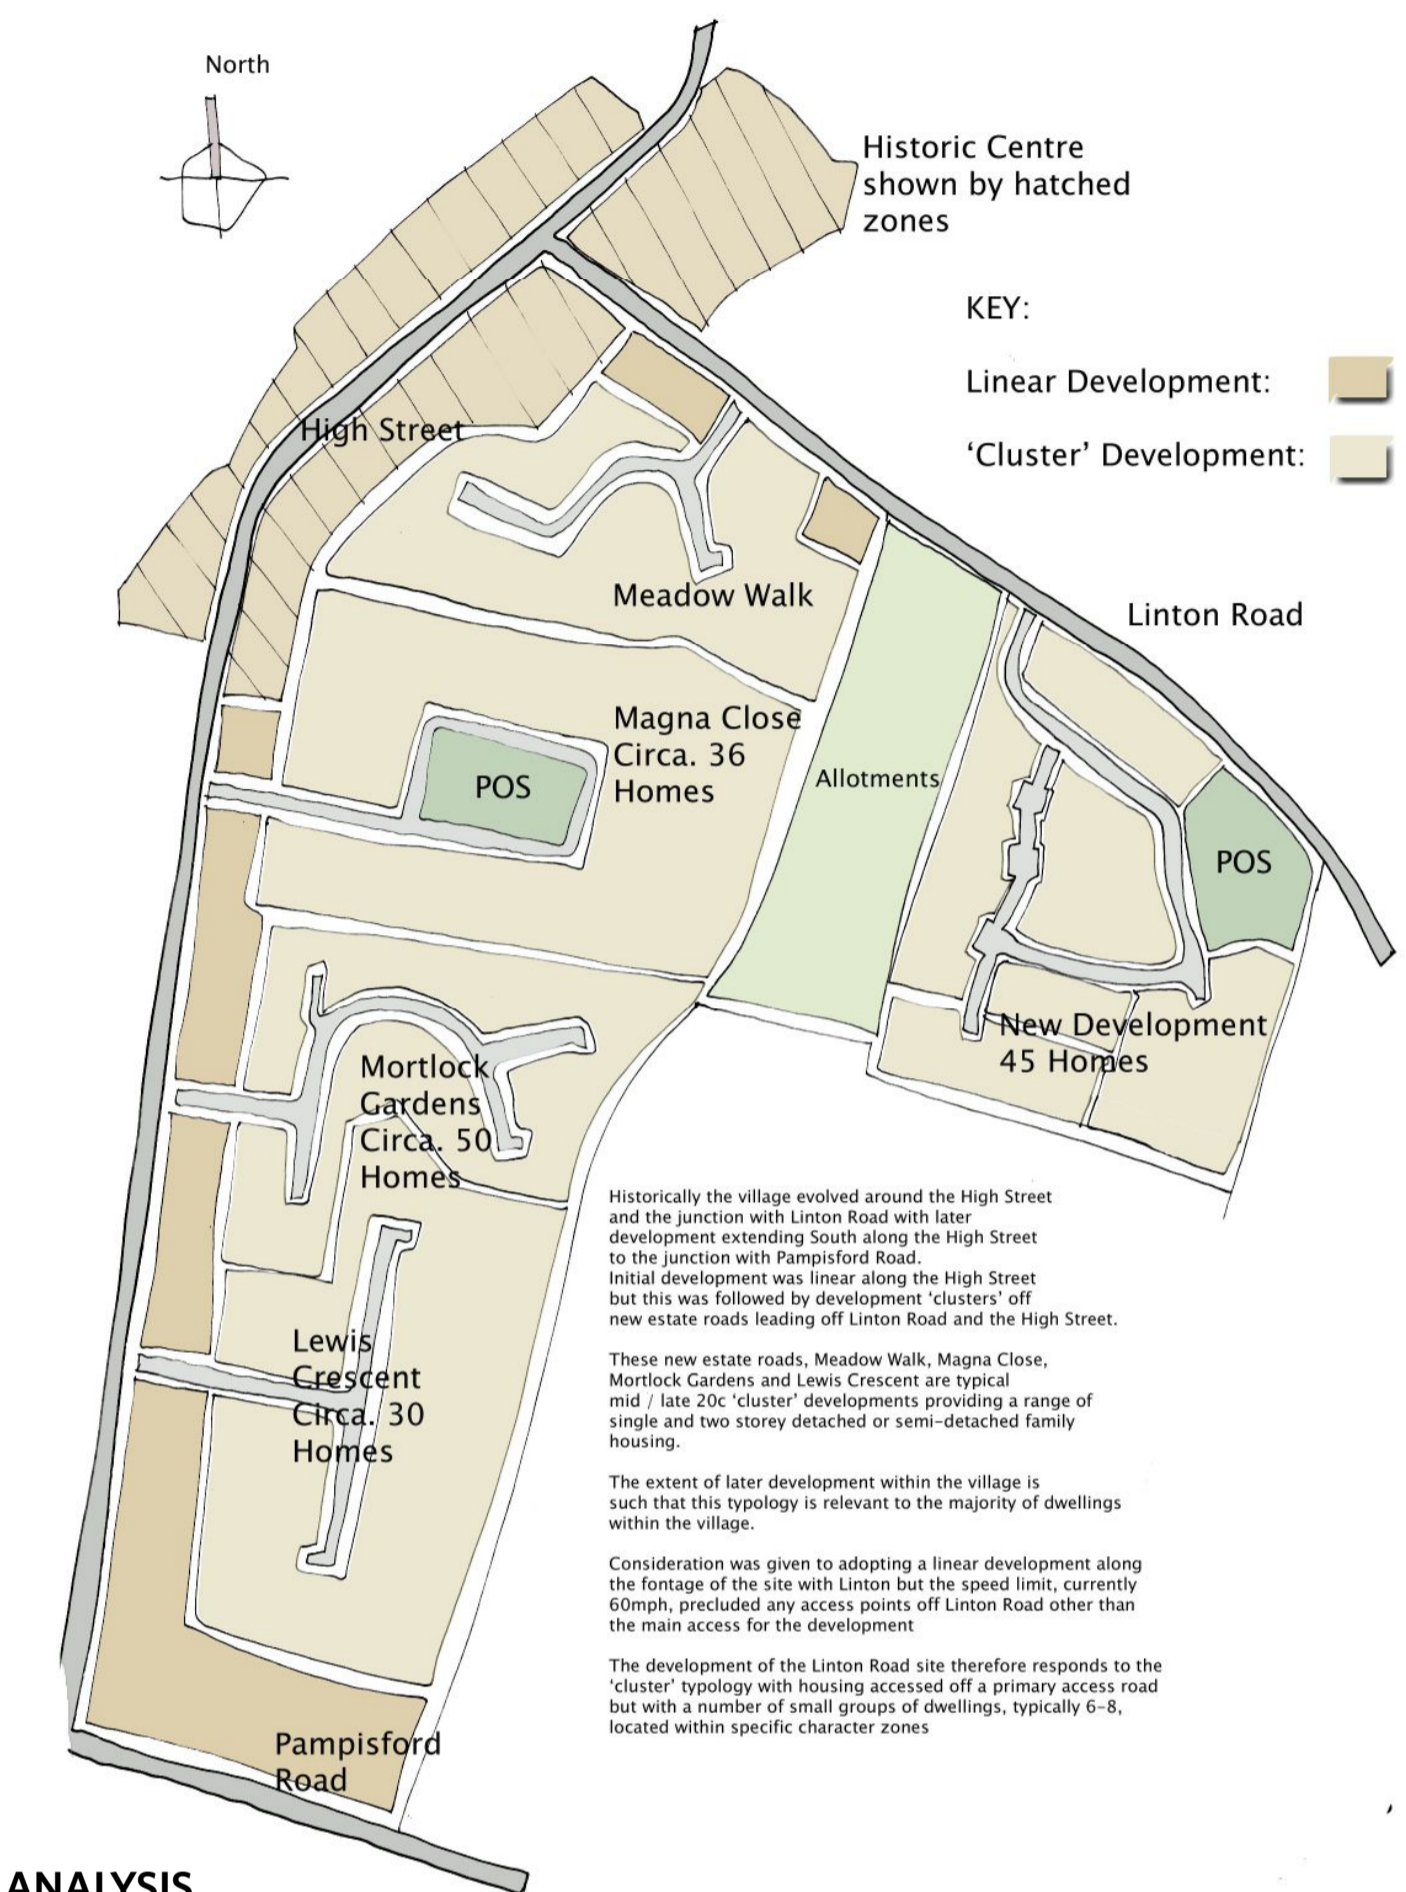 North
Historic Centre
shown by hatched
zones
KEY:
Linear Development:
‘Cluster’ Development:
High Street
Meadow Walk
Linton Road
Magna Close
Circa. 36
Homes
POS
Allotments
POS
New Development
45 Homes
Mortlock
Gardens
Circa. 50
Homes
Lewis
Crescent
Circa. 30
Homes
Pampisford
Road
Historically the village evolved around the High Street
and the junction with Linton Road with later
development extending South along the High Street
to the junction with Pampisford Road.
Initial development was linear along the High Street
but this was followed by development ‘clusters’ off
new estate roads leading off Linton Road and the High Street.
These new estate roads, Meadow Walk, Magna Close,
Mortlock Gardens and Lewis Crescent are typical
mid / late 20c ‘cluster’ developments providing a range of
single and two storey detached or semi-detached family
housing.
The extent of later development within the village is
such that this typology is relevant to the majority of dwellings
within the village.
Consideration was given to adopting a linear development along
the fontage of the site with Linton but the speed limit, currently
60mph, precluded any access points off Linton Road other than
the main access for the development
The development of the Linton Road site therefore responds to the
‘cluster’ typology with housing accessed off a primary access road
but with a number of small groups of dwellings, typically 6-8,
located within specific character zones
ANALYSIS